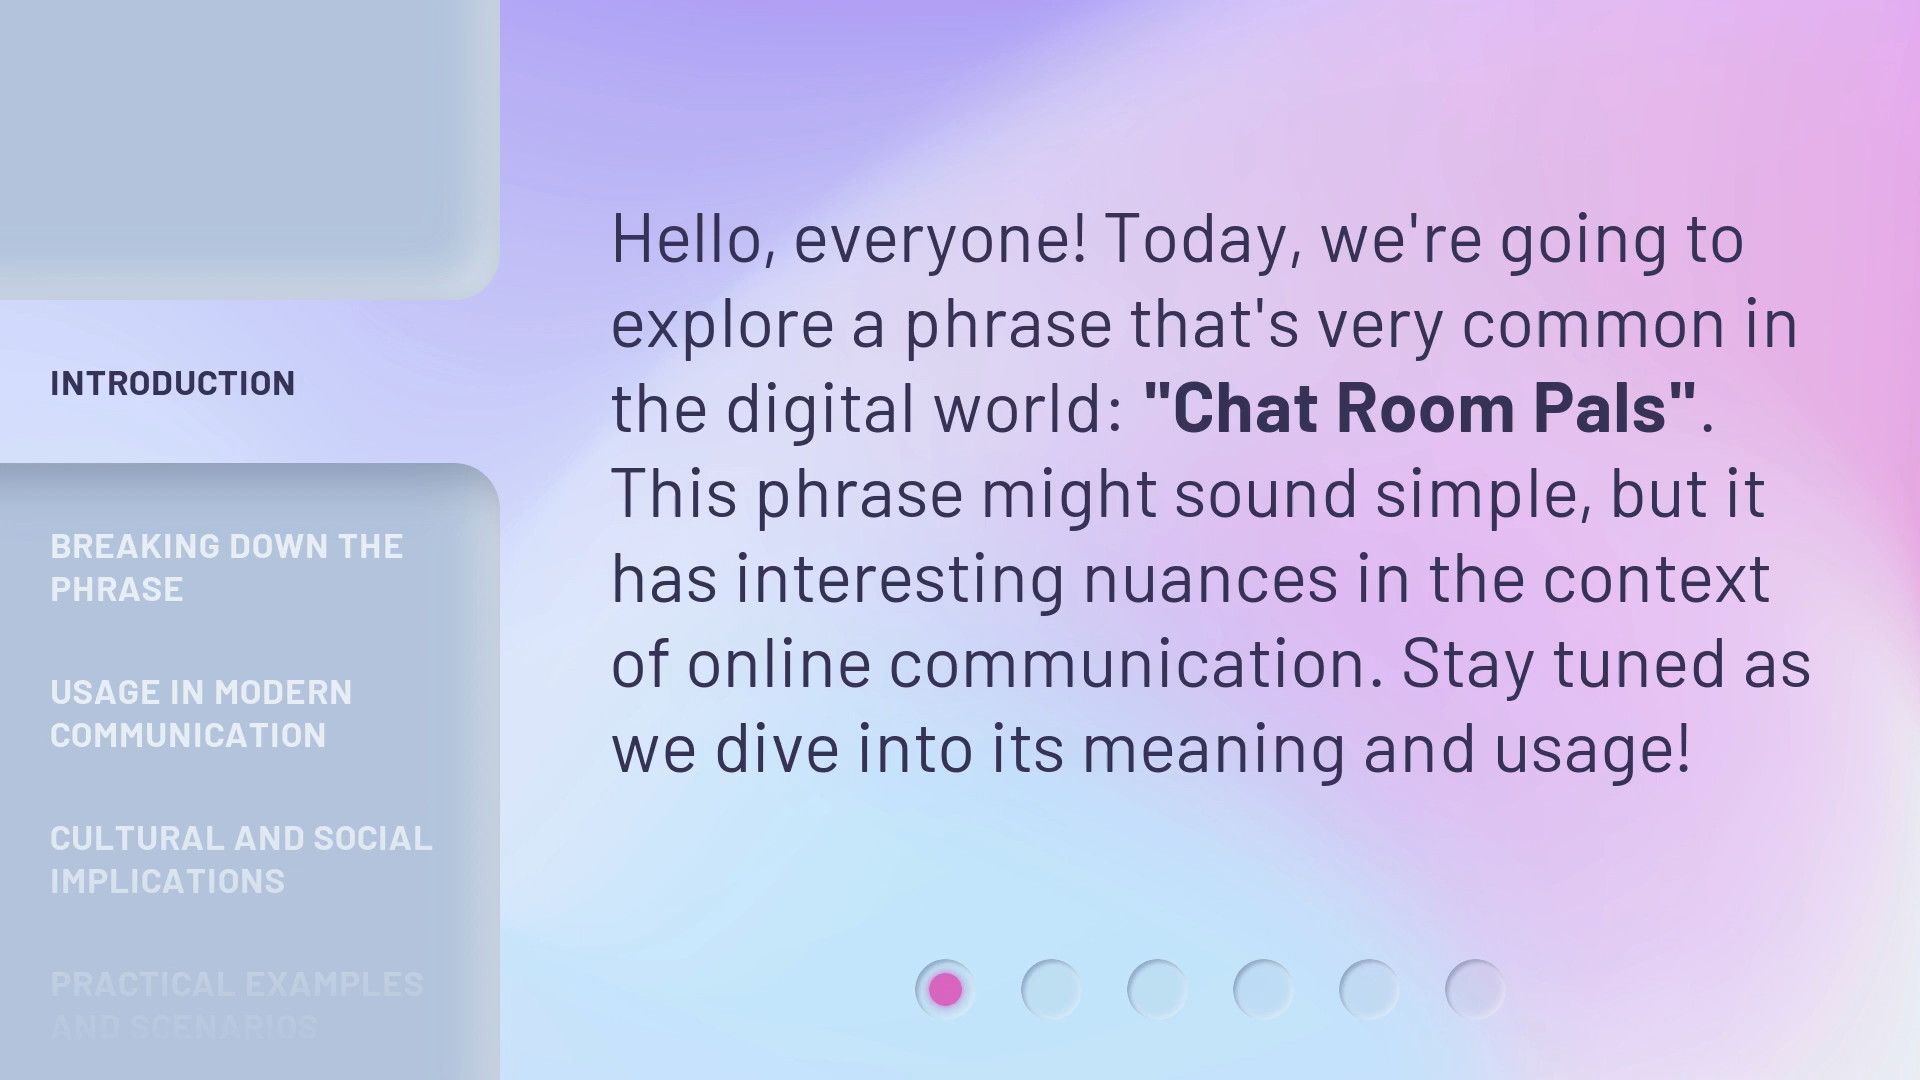 INTRODUCTION
BREAKING DOWN THE
PHRASE
USAGE IN MODERN
COMMUNICATION
CULTURAL AND SOCIAL
IMPLICATIONS
PRACTICAL EXAMPLES
AND SCENARIOS
Hello, everyone! Today, we're going to
explore a phrase that's very common in
the digital world: "Chat Room Pals".
This phrase might sound simple, but it
has interesting nuances in the context
of online communication. Stay tuned as
we dive into its meaning and usage!